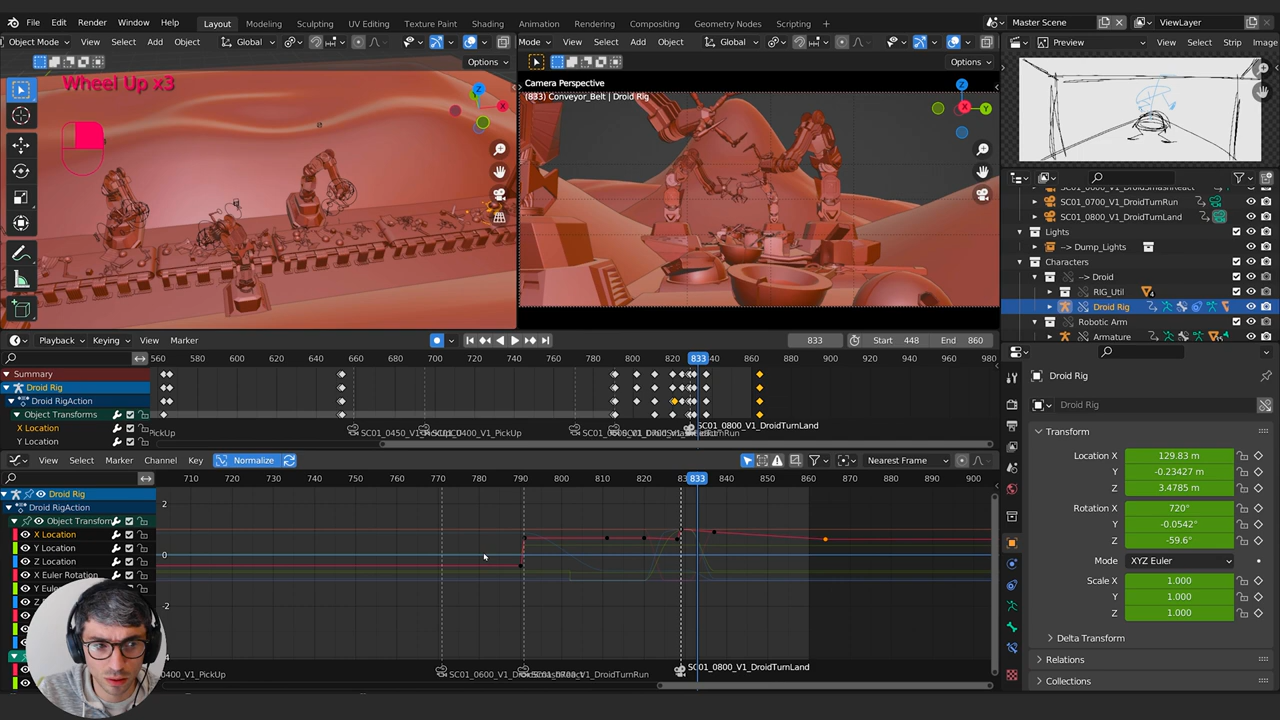 File Edit Render Window Help Layout Modeling Sculpting UV Editing Texture Paint Shading Animation Rendering Compositing Geometry Nodes Scripting + Master Scene ViewLayer
Object Mode View Select Add Object Global
Mode View Select Add Object Global
Preview View Select Strip Image
Options
Options
Wheel Up x3
Z
X
Y
Camera Perspective
(833) Conveyor_Belt | Droid Rig
Z
X
Y
SC01_0700_V1_DroidTurnRun
SC01_0800_V1_DroidTurnLand
Lights
--> Dump_Lights
Characters
--> Droid
RIG_Util
Droid Rig
Robotic Arm
Armature
Playback Keying View Marker 833 Start 448 End 860
560 580 600 620 640 660 680 700 720 740 760 780 800 820 833 860 880 900 920 940 960 980
Summary
Droid Rig
Droid RigAction
Object Transforms
X Location
Y Location
PickUp
SC01_0450_V1
SC01_0800_V1_DroidTurnLand
View Select Marker Channel Key Normalize Nearest Frame
710 720 730 740 750 760 770 780 790 800 810 820 833 840 850 860 870 880 890 900
Droid Rig
Droid RigAction
Object Transform
X Location
Y Location
Z Location
X Euler Rotation
2
0
-2
0400_V1_PickUp
SC01_0800_V1_DroidTurnLand
Droid Rig
Droid Rig
Transform
Location X 129.83 m
Y -0.23427 m
Z 3.4785 m
Rotation X 720°
Y -0.0542°
Z -59.6°
Mode XYZ Euler
Scale X 1.000
Y 1.000
Z 1.000
Delta Transform
Relations
Collections